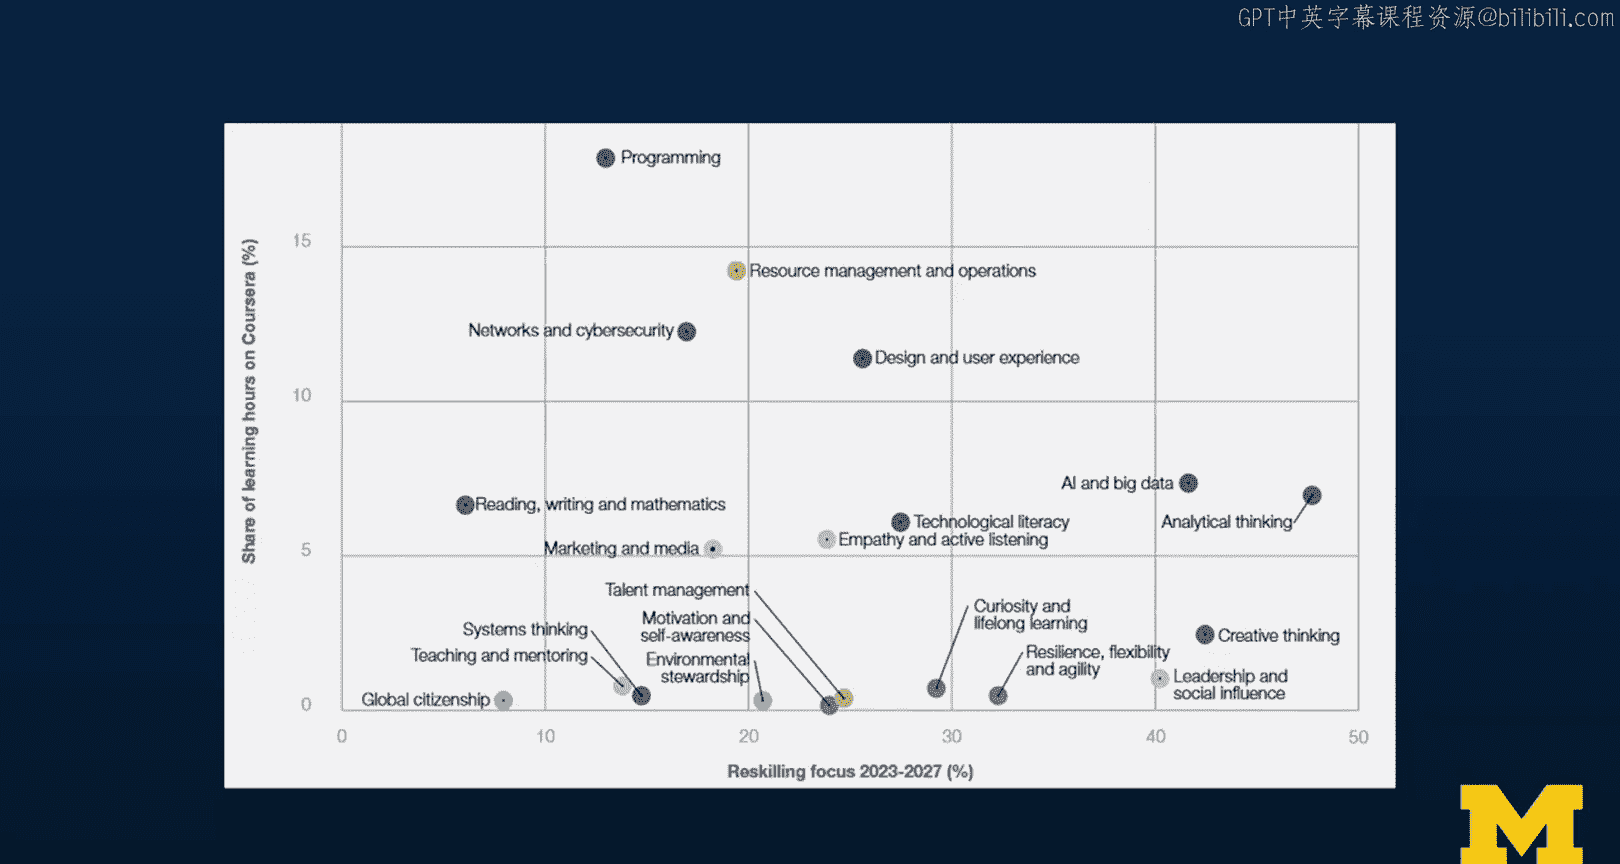 GPT中英字幕课程资源@bilibili.com
Programming
15
Resource management and operations
Networks and cybersecurity
Design and user experience
10
Share of learning hours on Coursera (%)
AI and big data
Reading, writing and mathematics
Analytical thinking
Technological literacy
Empathy and active listening
Marketing and media
5
Talent management
Curiosity and
lifelong learning
Motivation and
self-awareness
Systems thinking
Creative thinking
Teaching and mentoring
Environmental
stewardship
Resilience, flexibility
and agility
Leadership and
social influence
Global citizenship
0
0
10
20
30
40
50
Reskilling focus 2023-2027 (%)
M